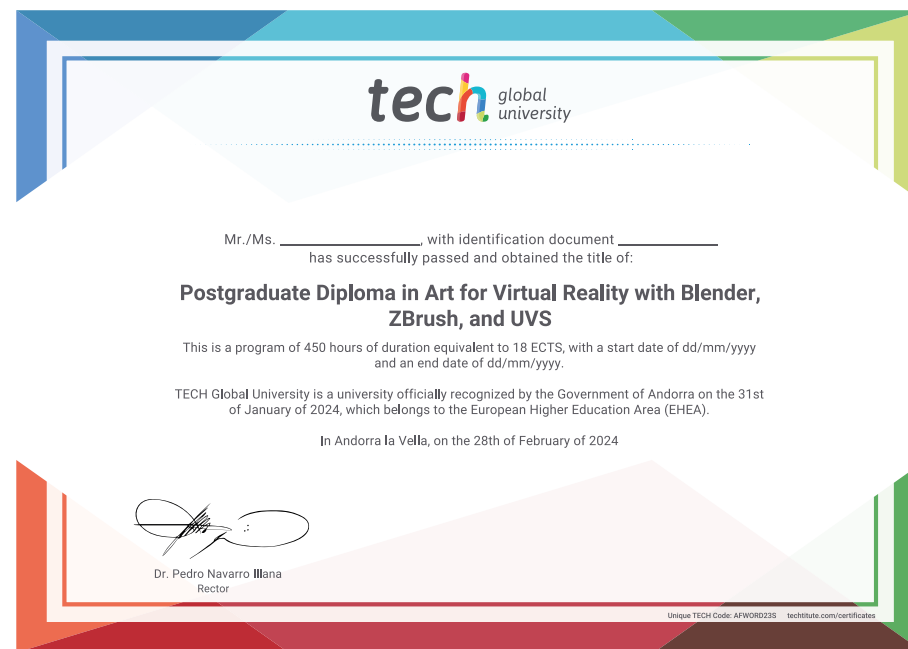 tech global
university
Mr./Ms. ____________________, with identification document ______________
has successfully passed and obtained the title of:
Postgraduate Diploma in Art for Virtual Reality with Blender,
ZBrush, and UVS
This is a program of 450 hours of duration equivalent to 18 ECTS, with a start date of dd/mm/yyyy
and an end date of dd/mm/yyyy.
TECH Global University is a university officially recognized by the Government of Andorra on the 31st
of January of 2024, which belongs to the European Higher Education Area (EHEA).
In Andorra la Vella, on the 28th of February of 2024
Dr. Pedro Navarro Illana
Rector
Unique TECH Code: AFWORD23S techtitute.com/certificates